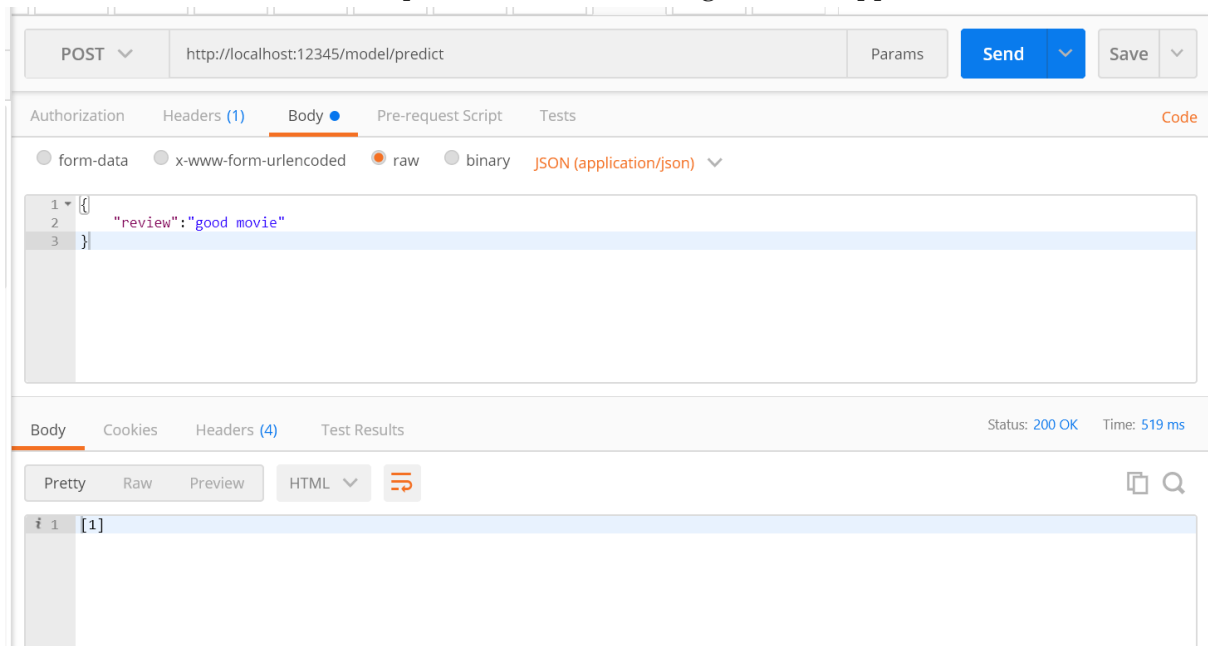 POST http://localhost:12345/model/predict Params Send Save
Authorization Headers (1) Body Pre-request Script Tests Code
form-data x-www-form-urlencoded raw binary JSON (application/json)
1 {
2 "review":"good movie"
3 }
Body Cookies Headers (4) Test Results Status: 200 OK Time: 519 ms
Pretty Raw Preview HTML
i 1 [1]